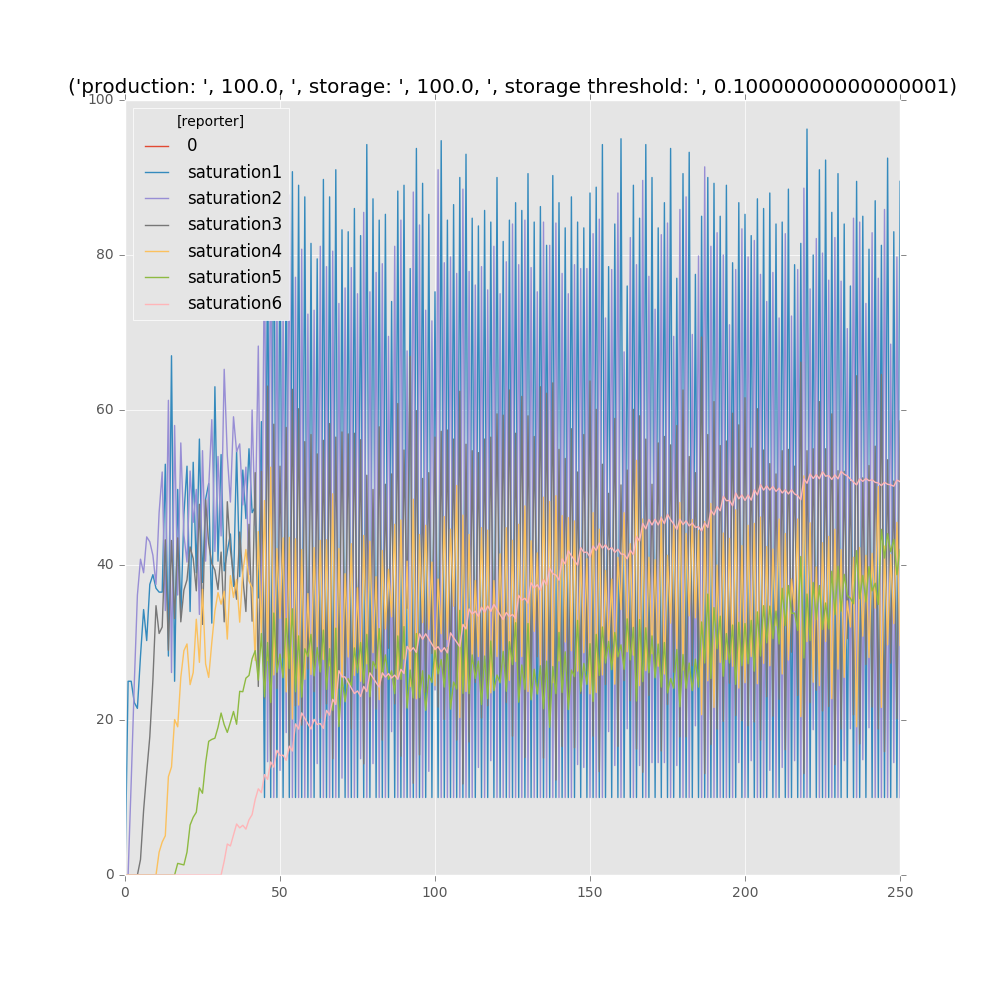 ('production: ', 100.0, ', storage: ', 100.0, ', storage threshold: ', 0.10000000000000001)
100
80
60
40
20
0
[reporter]
0
saturation1
saturation2
saturation3
saturation4
saturation5
saturation6
0 50 100 150 200 250